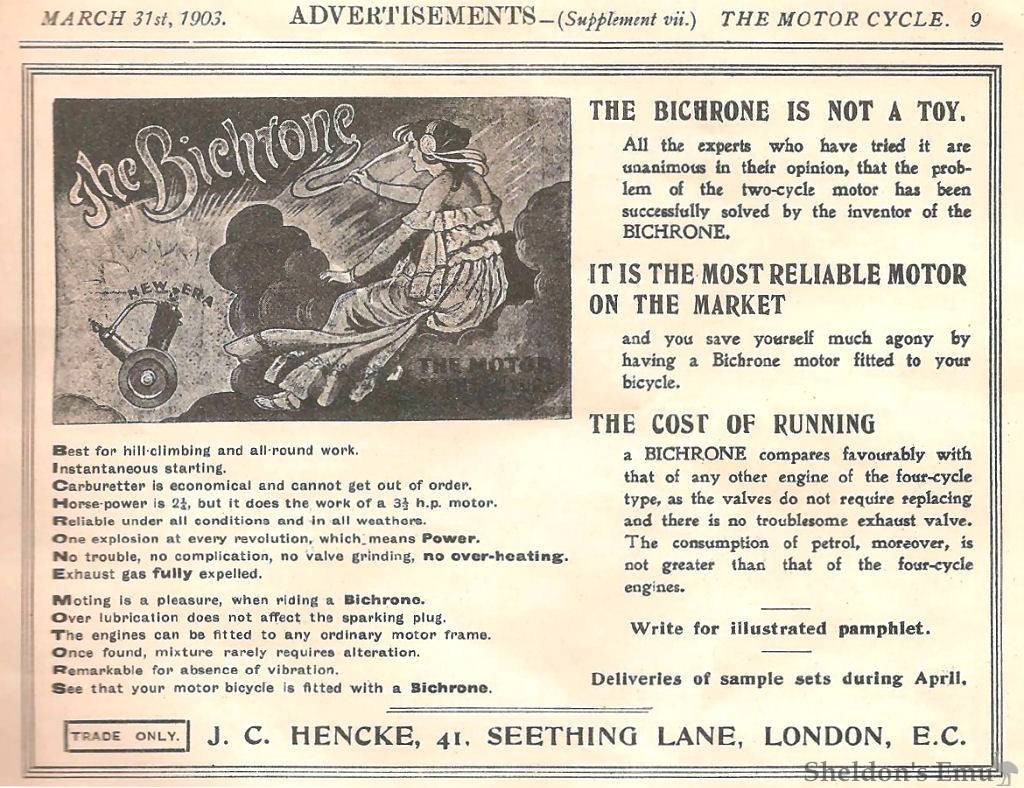 MARCH 31st, 1903. ADVERTISEMENTS—(Supplement vii.) THE MOTOR CYCLE. 9
The Bichrone
NEW ERA
THE MOTOR
Best for hill-climbing and all-round work.
Instantaneous starting.
Carburetter is economical and cannot get out of order.
Horse-power is 2¼, but it does the work of a 3½ h.p. motor.
Reliable under all conditions and in all weathers.
One explosion at every revolution, which means Power.
No trouble, no complication, no valve grinding, no over-heating.
Exhaust gas fully expelled.
Moting is a pleasure, when riding a Bichrone.
Over lubrication does not affect the sparking plug.
The engines can be fitted to any ordinary motor frame.
Once found, mixture rarely requires alteration.
Remarkable for absence of vibration.
See that your motor bicycle is fitted with a Bichrone.
THE BICHRONE IS NOT A TOY.
All the experts who have tried it are
unanimous in their opinion, that the prob-
lem of the two-cycle motor has been
successfully solved by the inventor of the
BICHRONE.
IT IS THE MOST RELIABLE MOTOR
ON THE MARKET
and you save yourself much agony by
having a Bichrone motor fitted to your
bicycle.
THE COST OF RUNNING
a BICHRONE compares favourably with
that of any other engine of the four-cycle
type, as the valves do not require replacing
and there is no troublesome exhaust valve.
The consumption of petrol, moreover, is
not greater than that of the four-cycle
engines.
Write for illustrated pamphlet.
Deliveries of sample sets during April.
TRADE ONLY. J. C. HENCKE, 41, SEETHING LANE, LONDON, E.C.
Sheldon's Emu